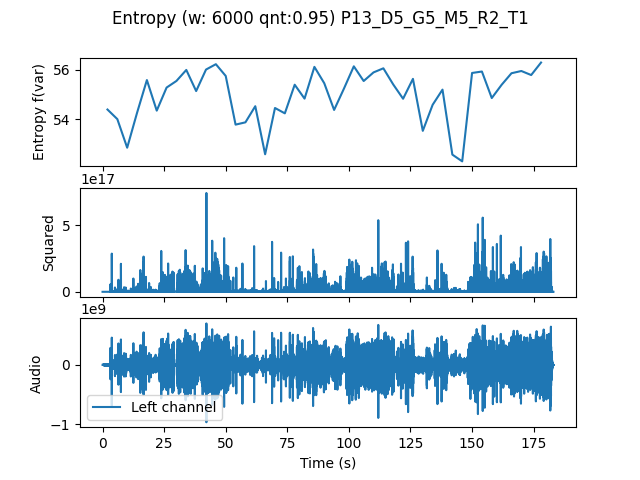 Entropy (w: 6000 qnt:0.95) P13_D5_G5_M5_R2_T1
Entropy f(var)
56
54
1e17
Squared
5
0
1e9
Audio
0
−1
Left channel
0 25 50 75 100 125 150 175
Time (s)